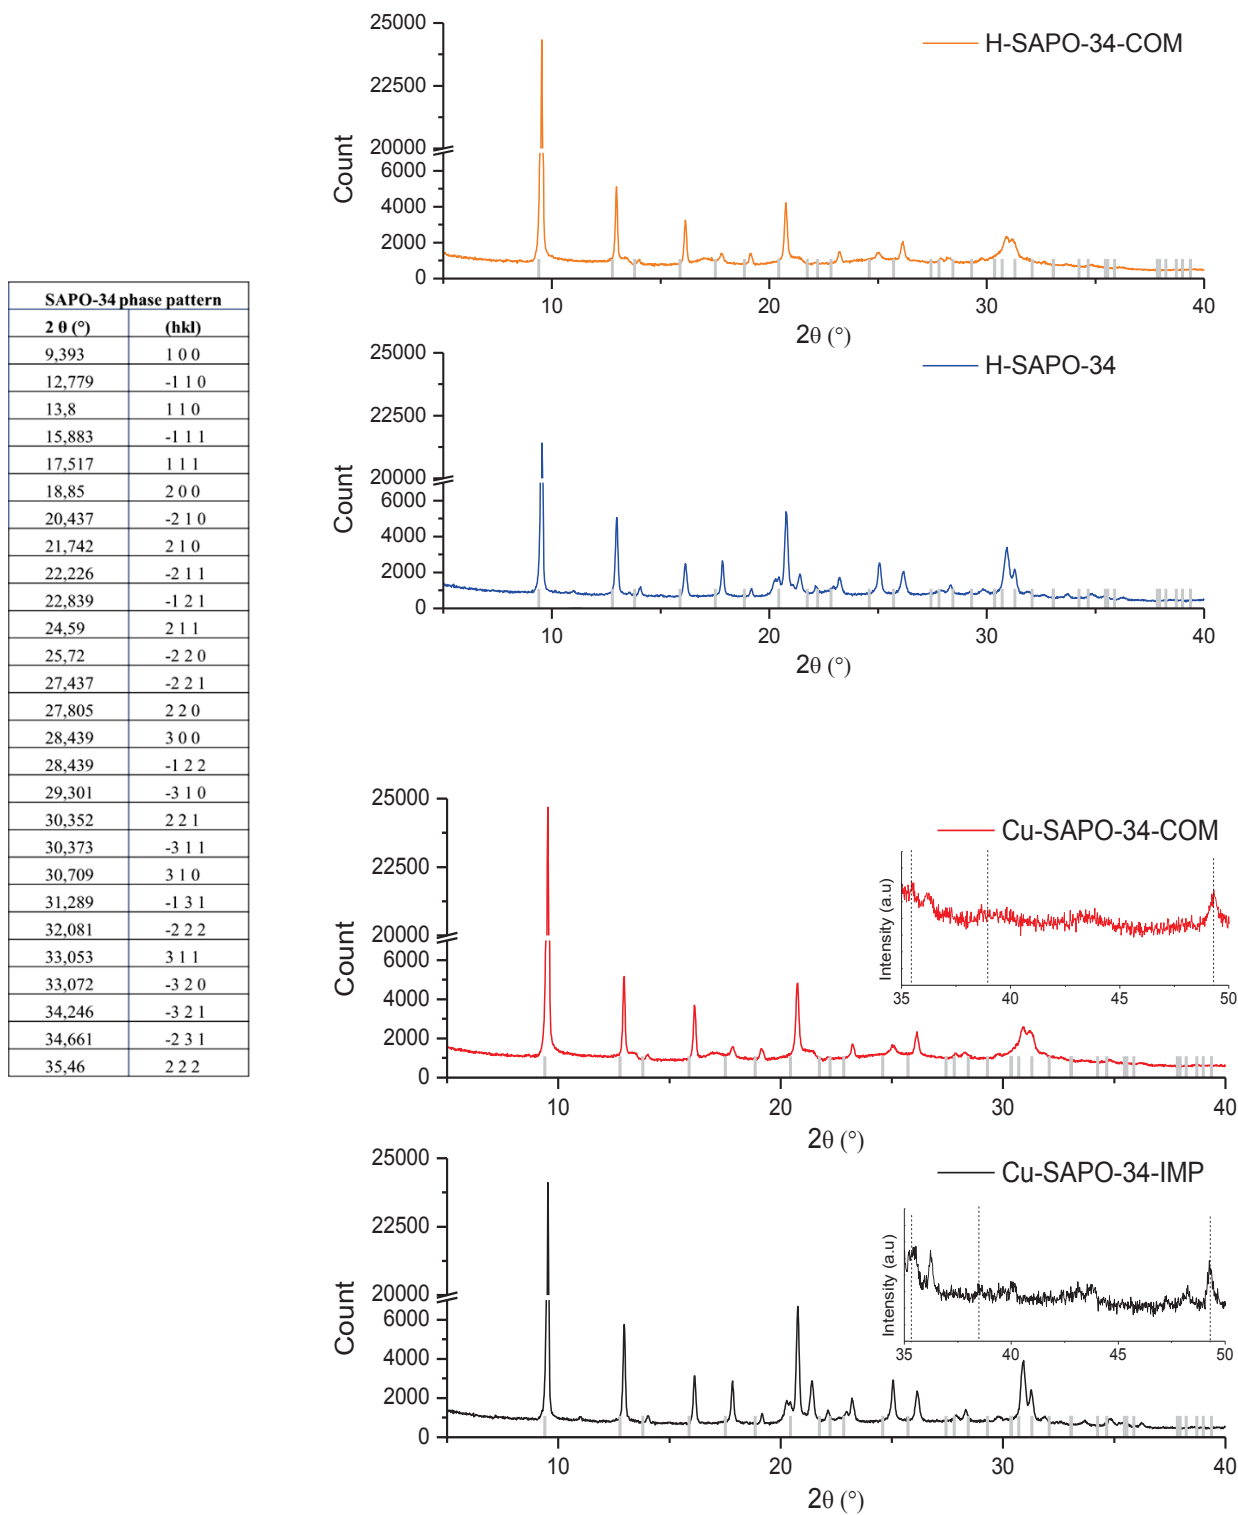 SAPO-34 phase pattern
2 θ (°) (hkl)
9,393 1 0 0
12,779 -1 1 0
13,8 1 1 0
15,883 -1 1 1
17,517 1 1 1
18,85 2 0 0
20,437 -2 1 0
21,742 2 1 0
22,226 -2 1 1
22,839 -1 2 1
24,59 2 1 1
25,72 -2 2 0
27,437 -2 2 1
27,805 2 2 0
28,439 3 0 0
28,439 -1 2 2
29,301 -3 1 0
30,352 2 2 1
30,373 -3 1 1
30,709 3 1 0
31,289 -1 3 1
32,081 -2 2 2
33,053 3 1 1
33,072 -3 2 0
34,246 -3 2 1
34,661 -2 3 1
35,46 2 2 2
H-SAPO-34-COM
25000
22500
20000
6000
4000
2000
0
Count
10 20 30 40
2θ (°)
H-SAPO-34
25000
22500
20000
6000
4000
2000
0
Count
10 20 30 40
2θ (°)
Cu-SAPO-34-COM
25000
22500
20000
6000
4000
2000
0
Count
10 20 30 40
2θ (°)
Intensity (a.u)
35 40 45 50
Cu-SAPO-34-IMP
25000
22500
20000
6000
4000
2000
0
Count
10 20 30 40
2θ (°)
Intensity (a.u)
35 40 45 50